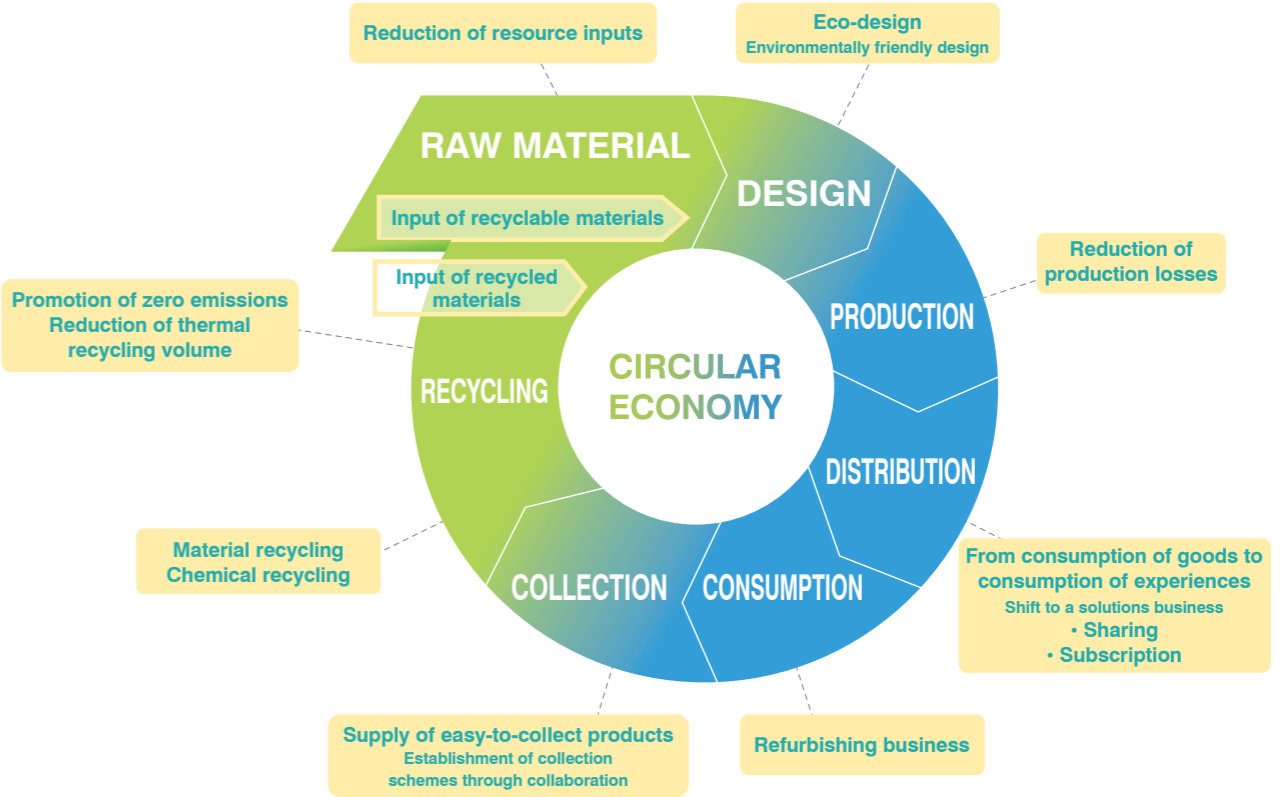 Reduction of resource inputs
Eco-design
Environmentally friendly design
RAW MATERIAL
DESIGN
Input of recyclable materials
Input of recycled
materials
Reduction of
production losses
PRODUCTION
Promotion of zero emissions
Reduction of thermal
recycling volume
CIRCULAR
ECONOMY
RECYCLING
DISTRIBUTION
Material recycling
Chemical recycling
COLLECTION
CONSUMPTION
From consumption of goods to
consumption of experiences
Shift to a solutions business
• Sharing
• Subscription
Supply of easy-to-collect products
Establishment of collection
schemes through collaboration
Refurbishing business